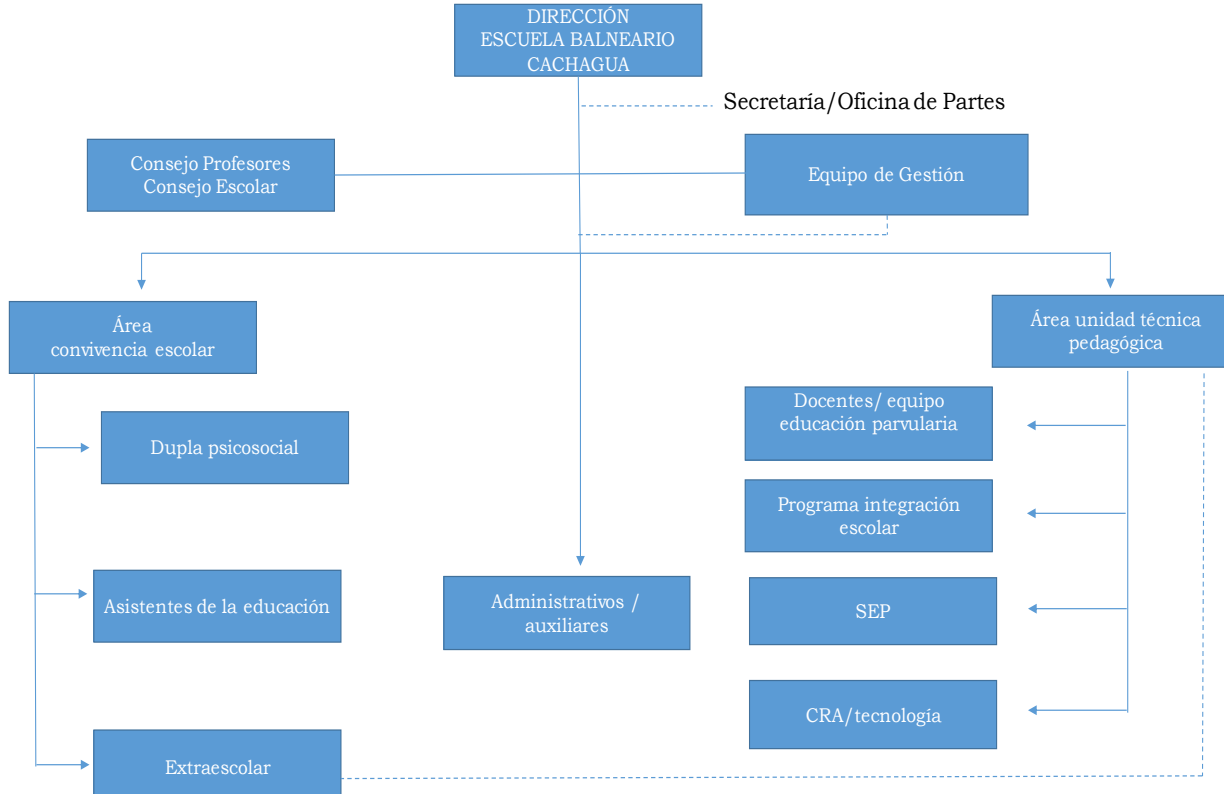 DIRECCIÓN
ESCUELA BALNEARIO
CACHAGUA
Secretaría/Oficina de Partes
Consejo Profesores
Consejo Escolar
Equipo de Gestión
Área
convivencia escolar
Área unidad técnica
pedagógica
Docentes/ equipo
educación parvularia
Dupla psicosocial
Programa integración
escolar
Asistentes de la educación
Administrativos /
auxiliares
SEP
CRA/tecnología
Extraescolar